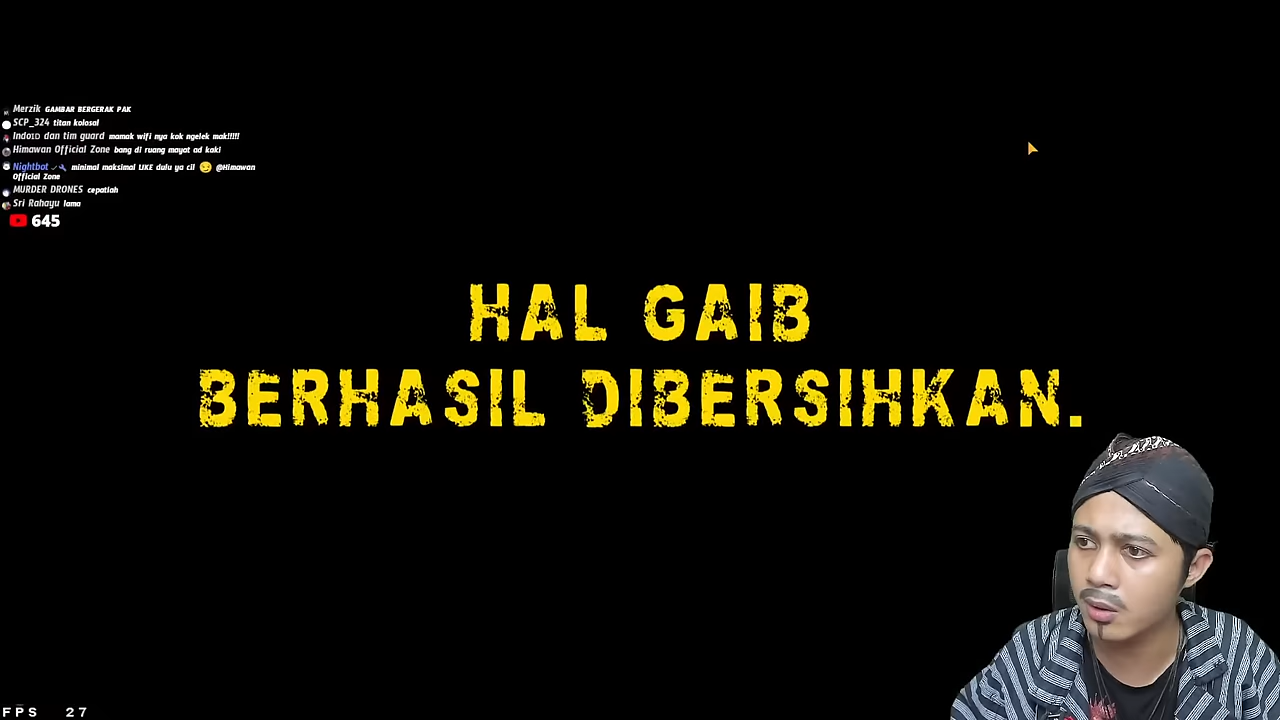 Merzik GAMBAR BERGERAK PAK
SCP_324 titan kolosal
Indo1D dan tim guard mamak wifi nya kok ngelek mak!!!!!
Himawan Official Zone bang di ruang mayat ad kaki
Nightbot minimal maksimal LIKE dulu ya cil 😏 @Himawan
Official Zone
MURDER DRONES cepatlah
Sri Rahayu lama
645
HAL GAIB
BERHASIL DIBERSIHKAN.
FPS 27